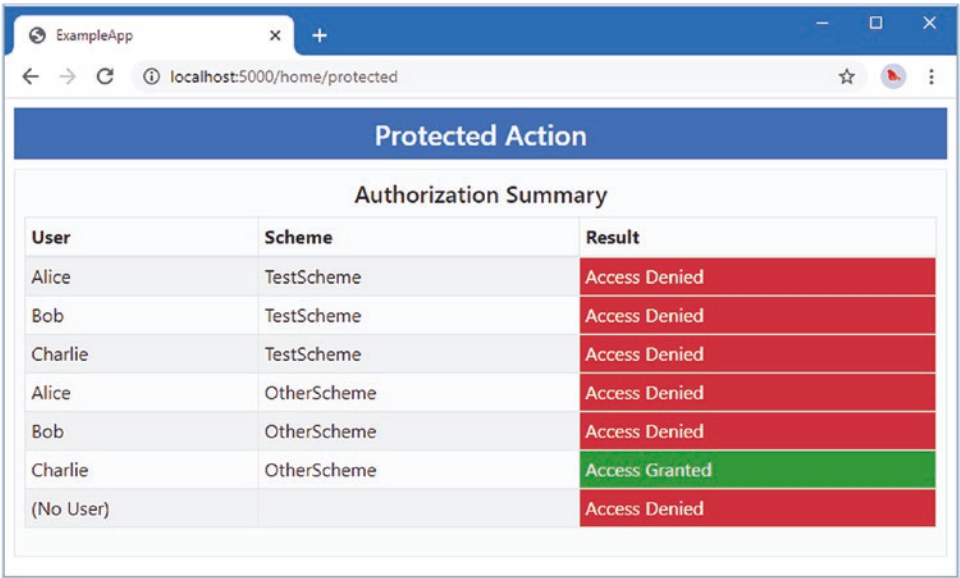 ExampleApp
localhost:5000/home/protected
Protected Action
Authorization Summary
User Scheme Result
Alice TestScheme Access Denied
Bob TestScheme Access Denied
Charlie TestScheme Access Denied
Alice OtherScheme Access Denied
Bob OtherScheme Access Denied
Charlie OtherScheme Access Granted
(No User) Access Denied